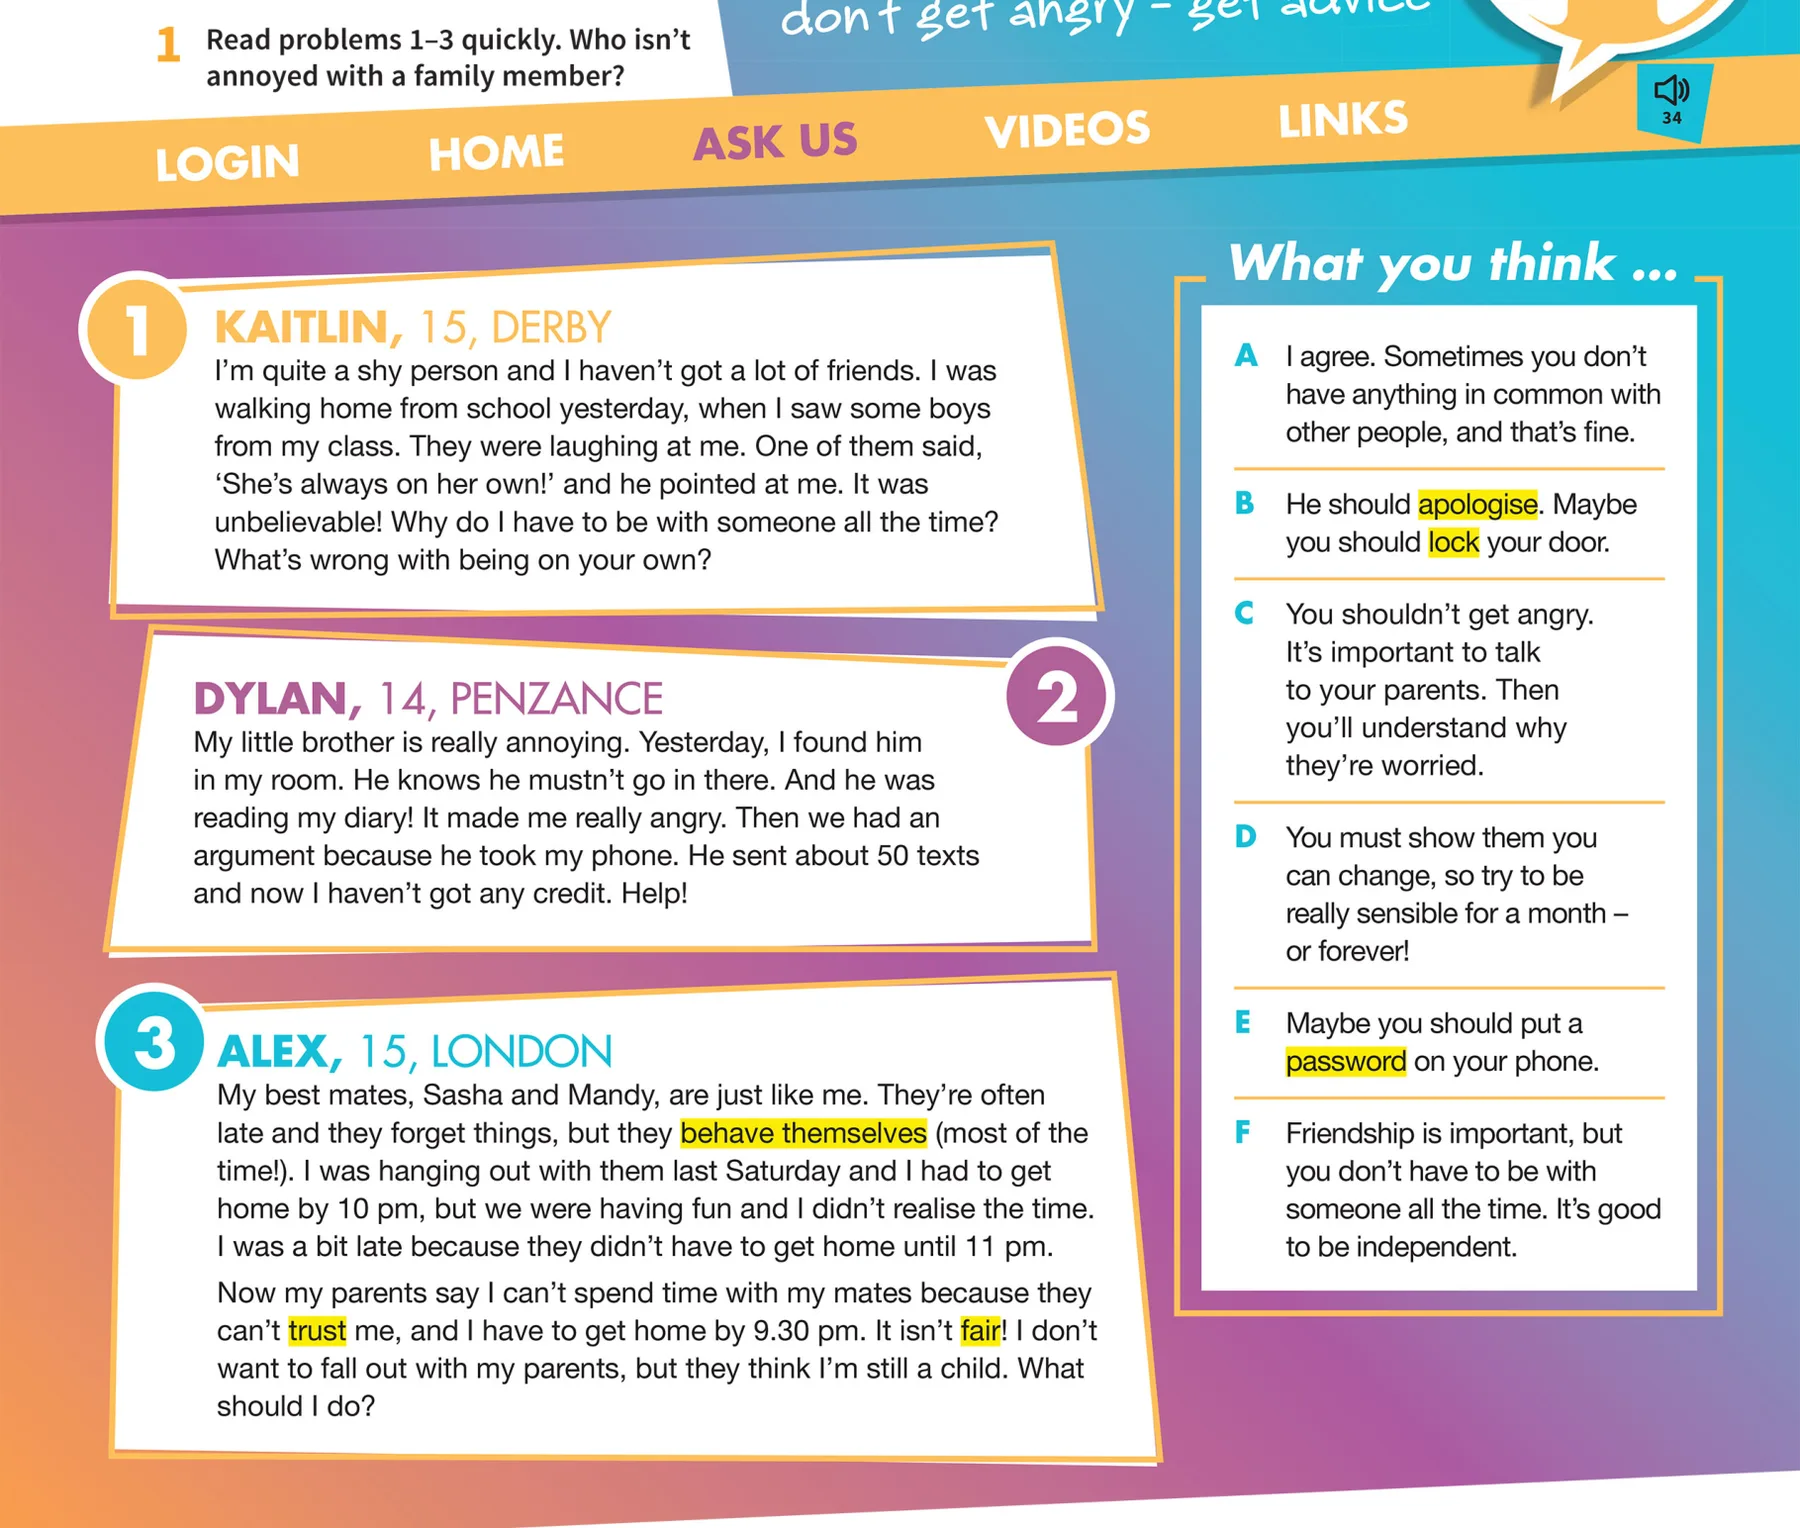 don't get angry – get advice
1 Read problems 1–3 quickly. Who isn't
annoyed with a family member?
LOGIN HOME ASK US VIDEOS LINKS
34
1
KAITLIN, 15, DERBY
I'm quite a shy person and I haven't got a lot of friends. I was
walking home from school yesterday, when I saw some boys
from my class. They were laughing at me. One of them said,
‘She's always on her own!’ and he pointed at me. It was
unbelievable! Why do I have to be with someone all the time?
What's wrong with being on your own?
2
DYLAN, 14, PENZANCE
My little brother is really annoying. Yesterday, I found him
in my room. He knows he mustn't go in there. And he was
reading my diary! It made me really angry. Then we had an
argument because he took my phone. He sent about 50 texts
and now I haven't got any credit. Help!
3
ALEX, 15, LONDON
My best mates, Sasha and Mandy, are just like me. They're often
late and they forget things, but they behave themselves (most of the
time!). I was hanging out with them last Saturday and I had to get
home by 10 pm, but we were having fun and I didn't realise the time.
I was a bit late because they didn't have to get home until 11 pm.
Now my parents say I can't spend time with my mates because they
can't trust me, and I have to get home by 9.30 pm. It isn't fair! I don't
want to fall out with my parents, but they think I'm still a child. What
should I do?
What you think ...
A I agree. Sometimes you don't
have anything in common with
other people, and that's fine.
B He should apologise. Maybe
you should lock your door.
C You shouldn't get angry.
It's important to talk
to your parents. Then
you'll understand why
they're worried.
D You must show them you
can change, so try to be
really sensible for a month –
or forever!
E Maybe you should put a
password on your phone.
F Friendship is important, but
you don't have to be with
someone all the time. It's good
to be independent.